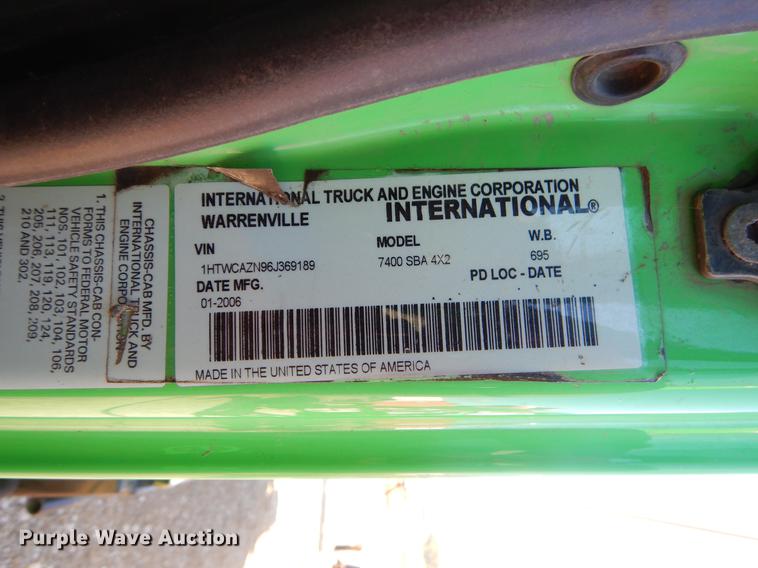 INTERNATIONAL TRUCK AND ENGINE CORPORATION
WARRENVILLE INTERNATIONAL®
VIN MODEL W.B.
1HTWCAZN96J369189 7400 SBA 4X2 695
DATE MFG. PD LOC - DATE
01-2006
MADE IN THE UNITED STATES OF AMERICA
CHASSIS-CAB MFD. BY
INTERNATIONAL TRUCK AND
ENGINE CORPORATION
1. THIS CHASSIS-CAB CON-
FORMS TO FEDERAL MOTOR
VEHICLE SAFETY STANDARDS
NOS. 101, 102, 103, 104, 106,
111, 113, 119, 120, 124,
205, 206, 207, 208, 209,
210 AND 302.
Purple Wave Auction